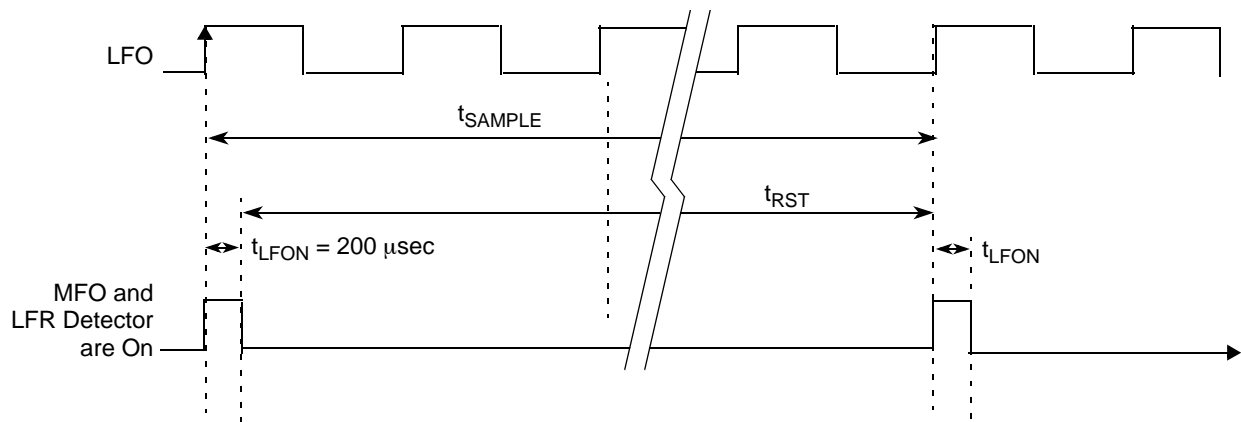 LFO
tSAMPLE
tRST
tLFON = 200 μsec
tLFON
MFO and
LFR Detector
are On